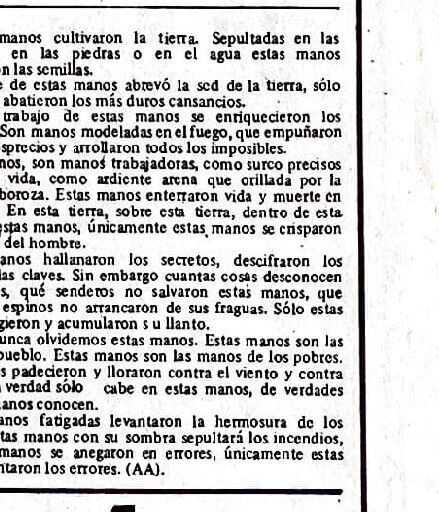 manos cultivaron la tierra. Sepultadas en las
en las piedras o en el agua estas manos
n las semillas.
e de estas manos abrevó la sed de la tierra, sólo
abatieron los más duros cansancios.
trabajo de estas manos se enriquecieron los
Son manos modeladas en el fuego, que empuñaron
sprecios y arrollaron todos los imposibles.
nos, son manos trabajadoras, como surco precisos
vida, como ardiente arena que orillada por la
boroza. Estas manos enterraron vida y muerte en
En esta tierra, sobre esta tierra, dentro de esta
estas manos, únicamente estas manos se crisparon
del hombre.
anos hallanaron los secretos, descifraron los
las claves. Sin embargo cuantas cosas desconocen
s, qué senderos no salvaron estas manos, que
espinos no arrancaron de sus fraguas. Sólo estas
gieron y acumularon s u llanto.
unca olvidemos estas manos. Estas manos son las
pueblo. Estas manos son las manos de los pobres.
s padecieron y lloraron contra el viento y contra
verdad sólo cabe en estas manos, de verdades
anos conocen.
anos fatigadas levantaron la hermosura de los
tas manos con su sombra sepultará los incendios,
manos se anegaron en errores, únicamente estas
ntaron los errores. (AA).